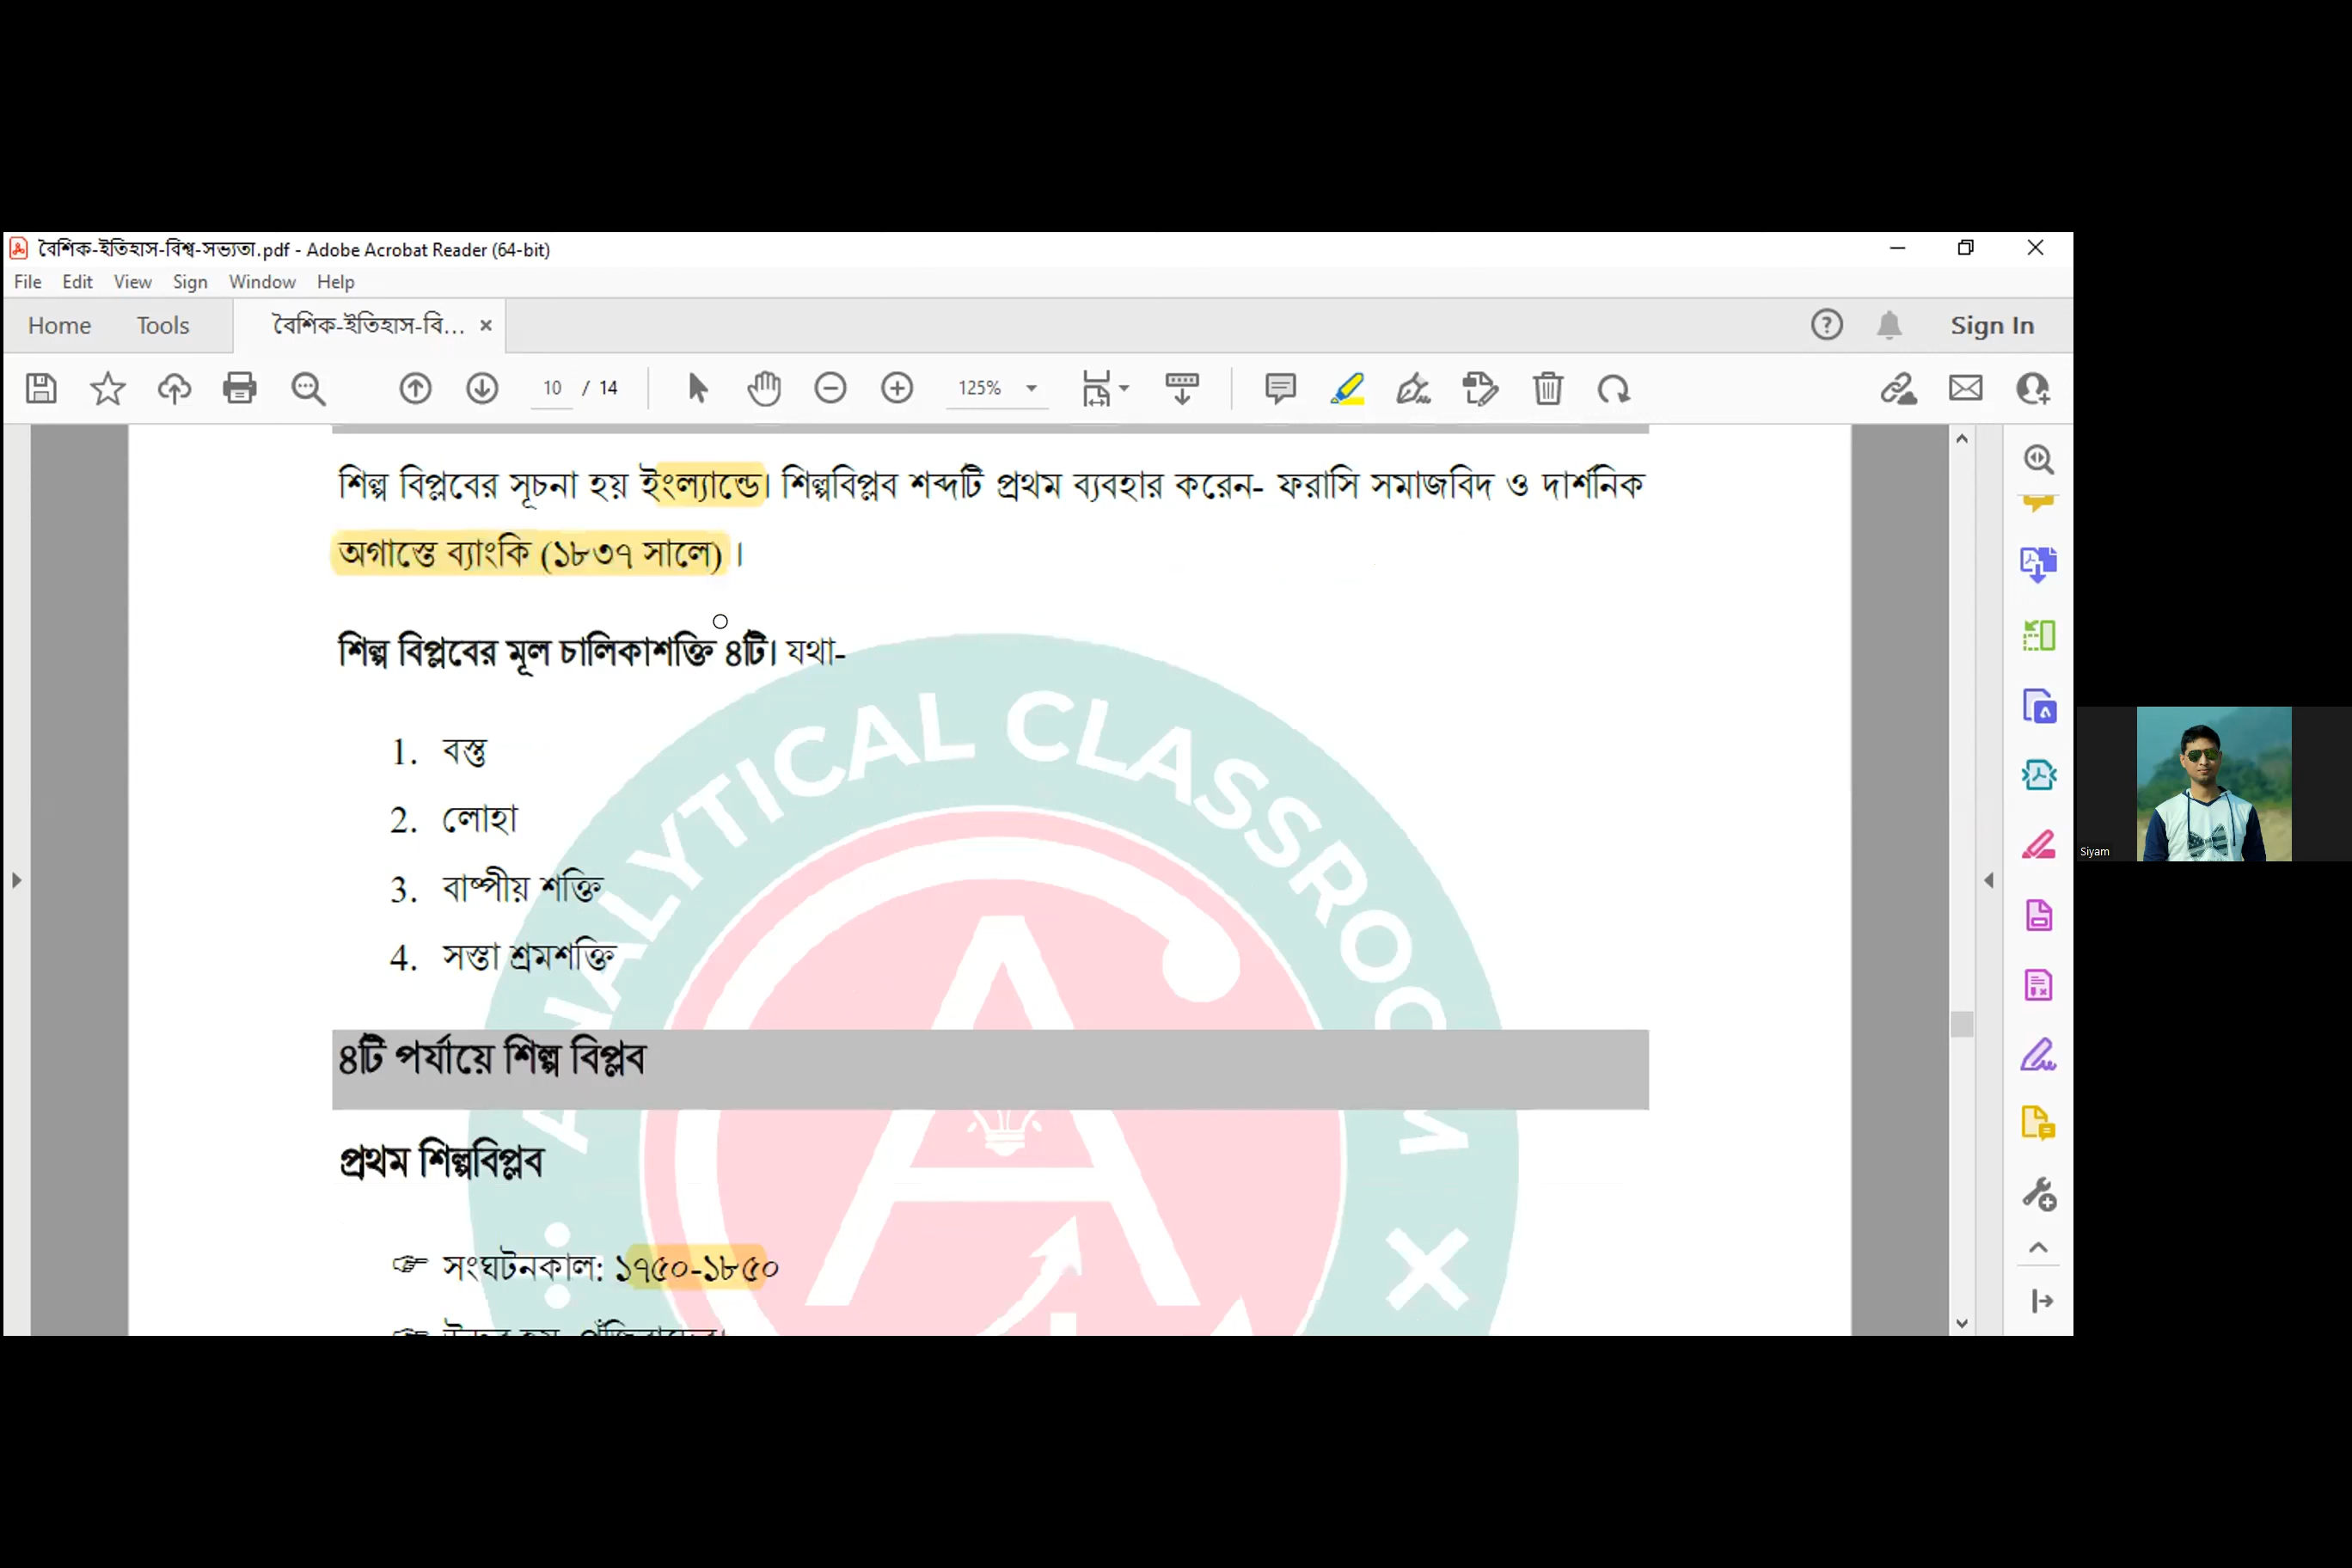 বৈশিক-ইতিহাস-বিশ্ব-সভ্যতা.pdf - Adobe Acrobat Reader (64-bit)
File Edit View Sign Window Help
Home Tools বৈশিক-ইতিহাস-বি... × Sign In
10 / 14 125%
শিল্প বিপ্লবের সূচনা হয় ইংল্যান্ডে। শিল্পবিপ্লব শব্দটি প্রথম ব্যবহার করেন- ফরাসি সমাজবিদ ও দার্শনিক
অগাস্তে ব্যাংকি (১৮৩৭ সালে) ।
শিল্প বিপ্লবের মূল চালিকাশক্তি ৪টি। যথা-
1. বস্তু
2. লোহা
3. বাষ্পীয় শক্তি
4. সস্তা শ্রমশক্তি
৪টি পর্যায়ে শিল্প বিপ্লব
প্রথম শিল্পবিপ্লব
☞ সংঘটনকাল: ১৭৫০-১৮৫০
ANALYTICAL CLASSROOM
Siyam